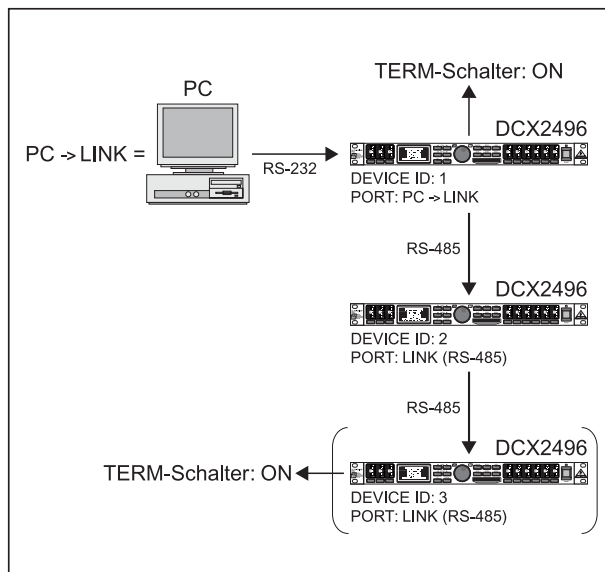 TERM-Schalter: ON
PC
DCX2496
PC -> LINK =
RS-232
DEVICE ID: 1
PORT: PC -> LINK
RS-485
DCX2496
DEVICE ID: 2
PORT: LINK (RS-485)
RS-485
DCX2496
TERM-Schalter: ON
DEVICE ID: 3
PORT: LINK (RS-485)